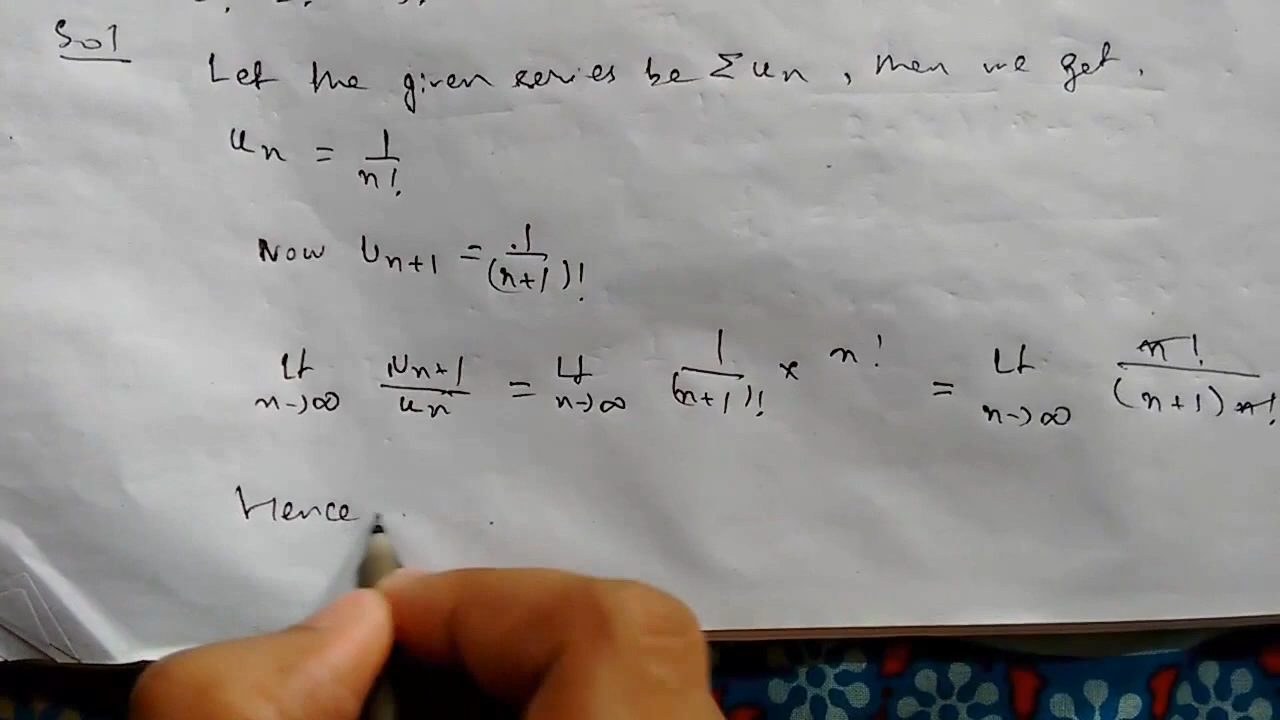 Sol
Let the given series be Σ un, then we get,
un = 1/n!
Now Un+1 = 1/(n+1)!
Lt n→∞ Un+1/un = Lt n→∞ 1/(n+1)! × n! = Lt n→∞ n!/(n+1) n!
Hence